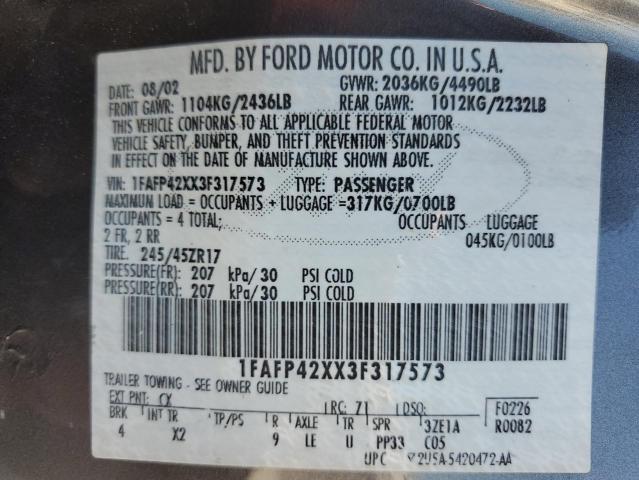 MFD. BY FORD MOTOR CO. IN U.S.A.
DATE: 08/02 GVWR: 2036KG/4490LB
FRONT GAWR: 1104KG/2436LB REAR GAWR: 1012KG/2232LB
THIS VEHICLE CONFORMS TO ALL APPLICABLE FEDERAL MOTOR
VEHICLE SAFETY, BUMPER, AND THEFT PREVENTION STANDARDS
IN EFFECT ON THE DATE OF MANUFACTURE SHOWN ABOVE.
VIN: 1FAFP42XX3F317573 TYPE: PASSENGER
MAXIMUM LOAD = OCCUPANTS + LUGGAGE =317KG/0700LB
OCCUPANTS = 4 TOTAL; OCCUPANTS LUGGAGE
2 FR, 2 RR 045KG/0100LB
TIRE: 245/45ZR17
PRESSURE(FR): 207 kPa/30 PSI COLD
PRESSURE(RR): 207 kPa/30 PSI COLD
1FAFP42XX3F317573
TRAILER TOWING - SEE OWNER GUIDE
EXT PNT: CX RC: 71 DSO: F0226
BRK INT TR TP/PS R AXLE TR SPR 3ZE1A R0082
4 X2 9 LE U PP33 C05
UPC 2U5A-5420472-AA